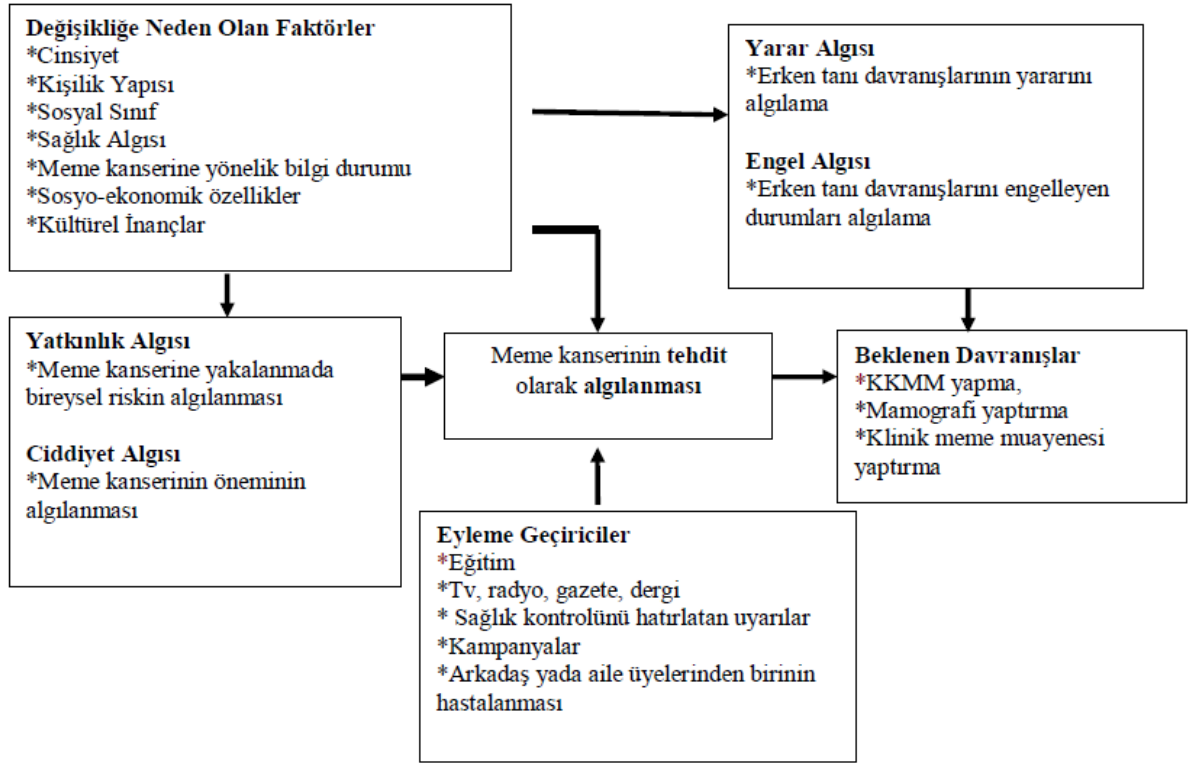 Değişikliğe Neden Olan Faktörler
*Cinsiyet
*Kişilik Yapısı
*Sosyal Sınıf
*Sağlık Algısı
*Meme kanserine yönelik bilgi durumu
*Sosyo-ekonomik özellikler
*Kültürel İnançlar
Yarar Algısı
*Erken tanı davranışlarının yararını
algılama
Engel Algısı
*Erken tanı davranışlarını engelleyen
durumları algılama
Yatkınlık Algısı
*Meme kanserine yakalanmada
bireysel riskin algılanması
Ciddiyet Algısı
*Meme kanserinin öneminin
algılanması
Meme kanserinin tehdit
olarak algılanması
Beklenen Davranışlar
*KKMM yapma,
*Mamografi yaptırma
*Klinik meme muayenesi
yaptırma
Eyleme Geçiriciler
*Eğitim
*Tv, radyo, gazete, dergi
* Sağlık kontrolünü hatırlatan uyarılar
*Kampanyalar
*Arkadaş yada aile üyelerinden birinin
hastalanması